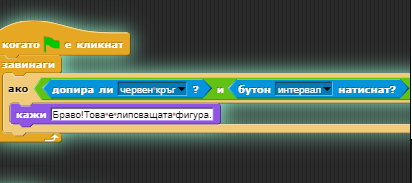 когато е кликнат
завинаги
ако допира ли червен кръг ? и бутон интервал натиснат?
кажи Браво!Това е липсващата фигура.